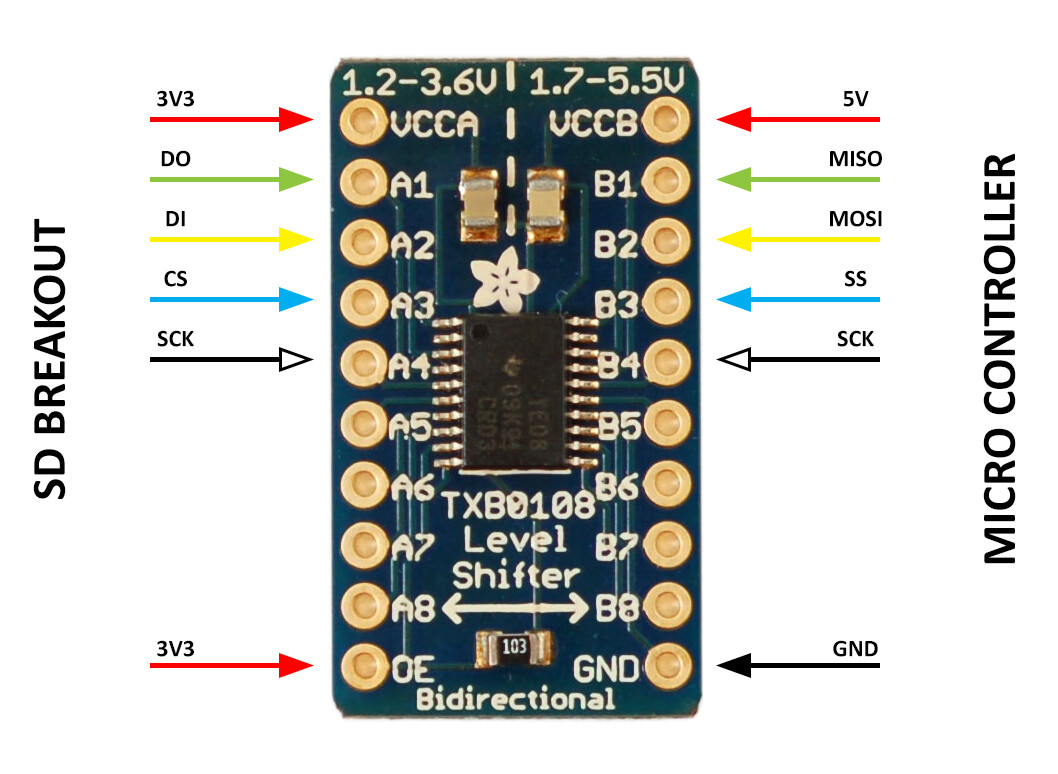 1.2-3.6V 1.7-5.5V
3V3 VCCA VCCB 5V
DO A1 B1 MISO
DI A2 B2 MOSI
CS A3 B3 SS
SCK A4 B4 SCK
A5 B5
A6 B6
A7 B7
A8 B8
3V3 OE GND GND
TXB0108
Level
Shifter
103
Bidirectional
YE08
SD BREAKOUT
MICRO CONTROLLER